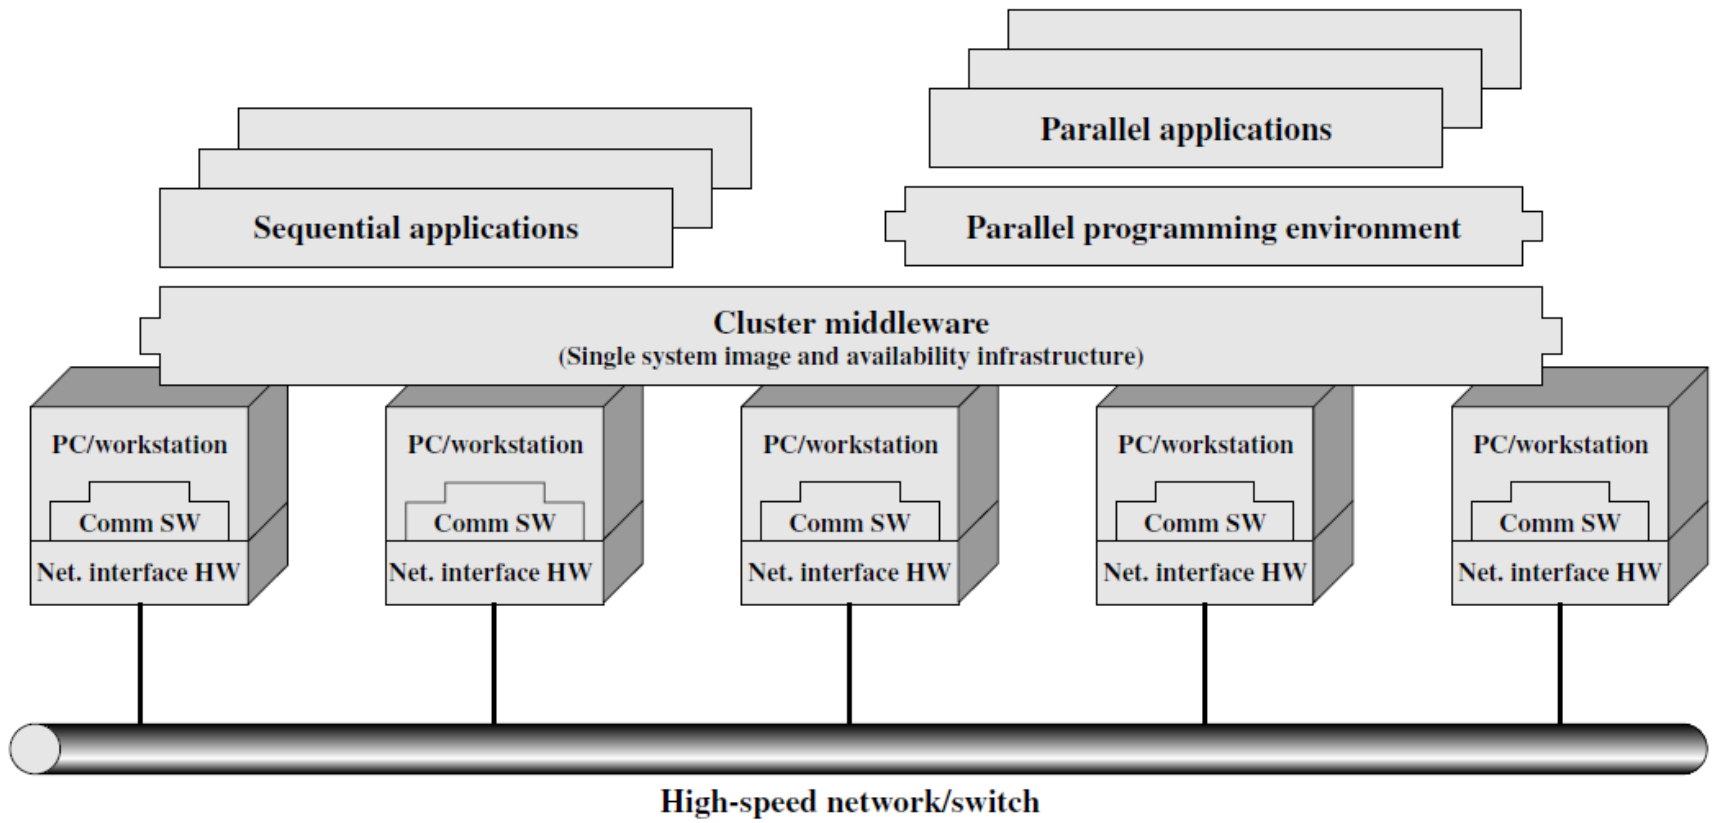 Parallel applications
Sequential applications
Parallel programming environment
Cluster middleware
(Single system image and availability infrastructure)
PC/workstation
PC/workstation
PC/workstation
PC/workstation
PC/workstation
Comm SW
Comm SW
Comm SW
Comm SW
Comm SW
Net. interface HW
Net. interface HW
Net. interface HW
Net. interface HW
Net. interface HW
High-speed network/switch